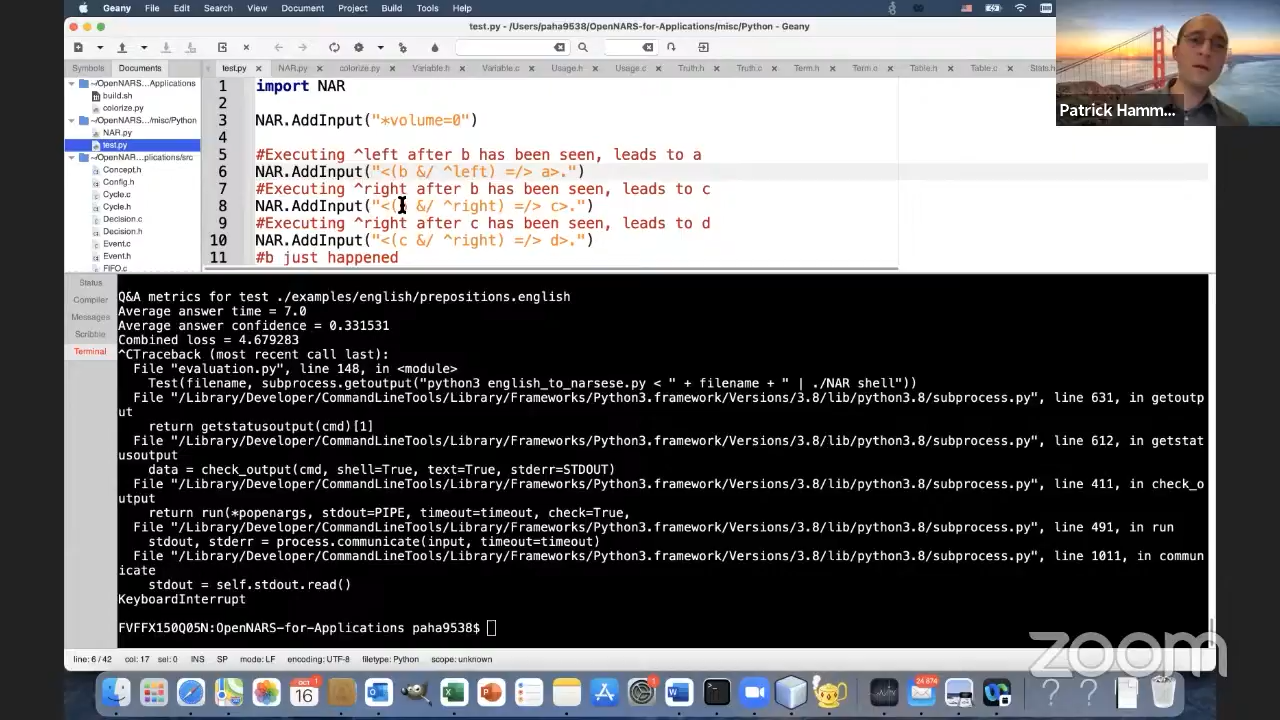 Geany File Edit Search View Document Project Build Tools Help
test.py - /Users/paha9538/OpenNARS-for-Applications/misc/Python - Geany
Symbols Documents
test.py NAR.py colorize.py Variable.h Variable.c Usage.h Usage.c Truth.h Truth.c Term.h Term.c Table.h Table.c Stats.h
~/OpenNARS...Applications
build.sh
colorize.py
~/OpenNARS.../misc/Python
NAR.py
test.py
~/OpenNAR...plications/src
Concept.h
Config.h
Cycle.c
Cycle.h
Decision.c
Decision.h
Event.c
Event.h
FIFO.c
1 import NAR
2
3 NAR.AddInput("*volume=0")
4
5 #Executing ^left after b has been seen, leads to a
6 NAR.AddInput("<(b &/ ^left) =/> a>.")
7 #Executing ^right after b has been seen, leads to c
8 NAR.AddInput("<( &/ ^right) =/> c>.")
9 #Executing ^right after c has been seen, leads to d
10 NAR.AddInput("<(c &/ ^right) =/> d>.")
11 #b just happened
Patrick Hamm...
Status
Compiler
Messages
Scribble
Terminal
Q&A metrics for test ./examples/english/prepositions.english
Average answer time = 7.0
Average answer confidence = 0.331531
Combined loss = 4.679283
^CTraceback (most recent call last):
File "evaluation.py", line 148, in <module>
Test(filename, subprocess.getoutput("python3 english_to_narsese.py < " + filename + " | ./NAR shell"))
File "/Library/Developer/CommandLineTools/Library/Frameworks/Python3.framework/Versions/3.8/lib/python3.8/subprocess.py", line 631, in getoutp
ut
return getstatusoutput(cmd)[1]
File "/Library/Developer/CommandLineTools/Library/Frameworks/Python3.framework/Versions/3.8/lib/python3.8/subprocess.py", line 612, in getstat
usoutput
data = check_output(cmd, shell=True, text=True, stderr=STDOUT)
File "/Library/Developer/CommandLineTools/Library/Frameworks/Python3.framework/Versions/3.8/lib/python3.8/subprocess.py", line 411, in check_o
utput
return run(*popenargs, stdout=PIPE, timeout=timeout, check=True,
File "/Library/Developer/CommandLineTools/Library/Frameworks/Python3.framework/Versions/3.8/lib/python3.8/subprocess.py", line 491, in run
stdout, stderr = process.communicate(input, timeout=timeout)
File "/Library/Developer/CommandLineTools/Library/Frameworks/Python3.framework/Versions/3.8/lib/python3.8/subprocess.py", line 1011, in commun
icate
stdout = self.stdout.read()
KeyboardInterrupt
FVFFX150Q05N:OpenNARS-for-Applications paha9538$
line: 6 / 42 col: 17 sel: 0 INS SP mode: LF encoding: UTF-8 filetype: Python scope: unknown
zoom
OCT 16
1
1
24 874